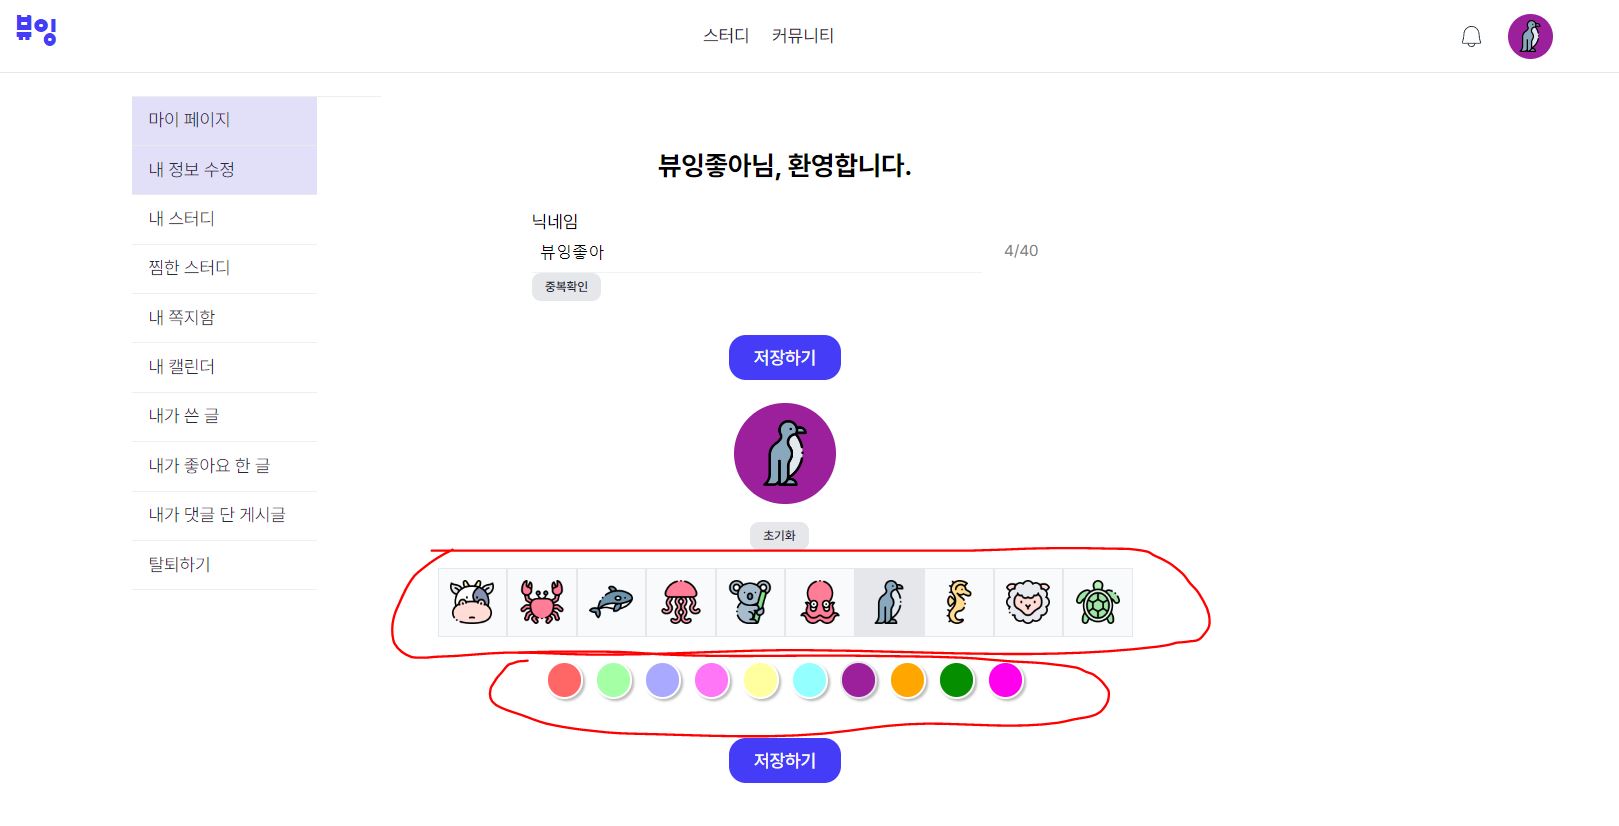 뷰잉
스터디 커뮤니티
마이 페이지
내 정보 수정
내 스터디
찜한 스터디
내 쪽지함
내 캘린더
내가 쓴 글
내가 좋아요 한 글
내가 댓글 단 게시글
탈퇴하기
뷰잉좋아님, 환영합니다.
닉네임
뷰잉좋아 4/40
중복확인
저장하기
초기화
저장하기